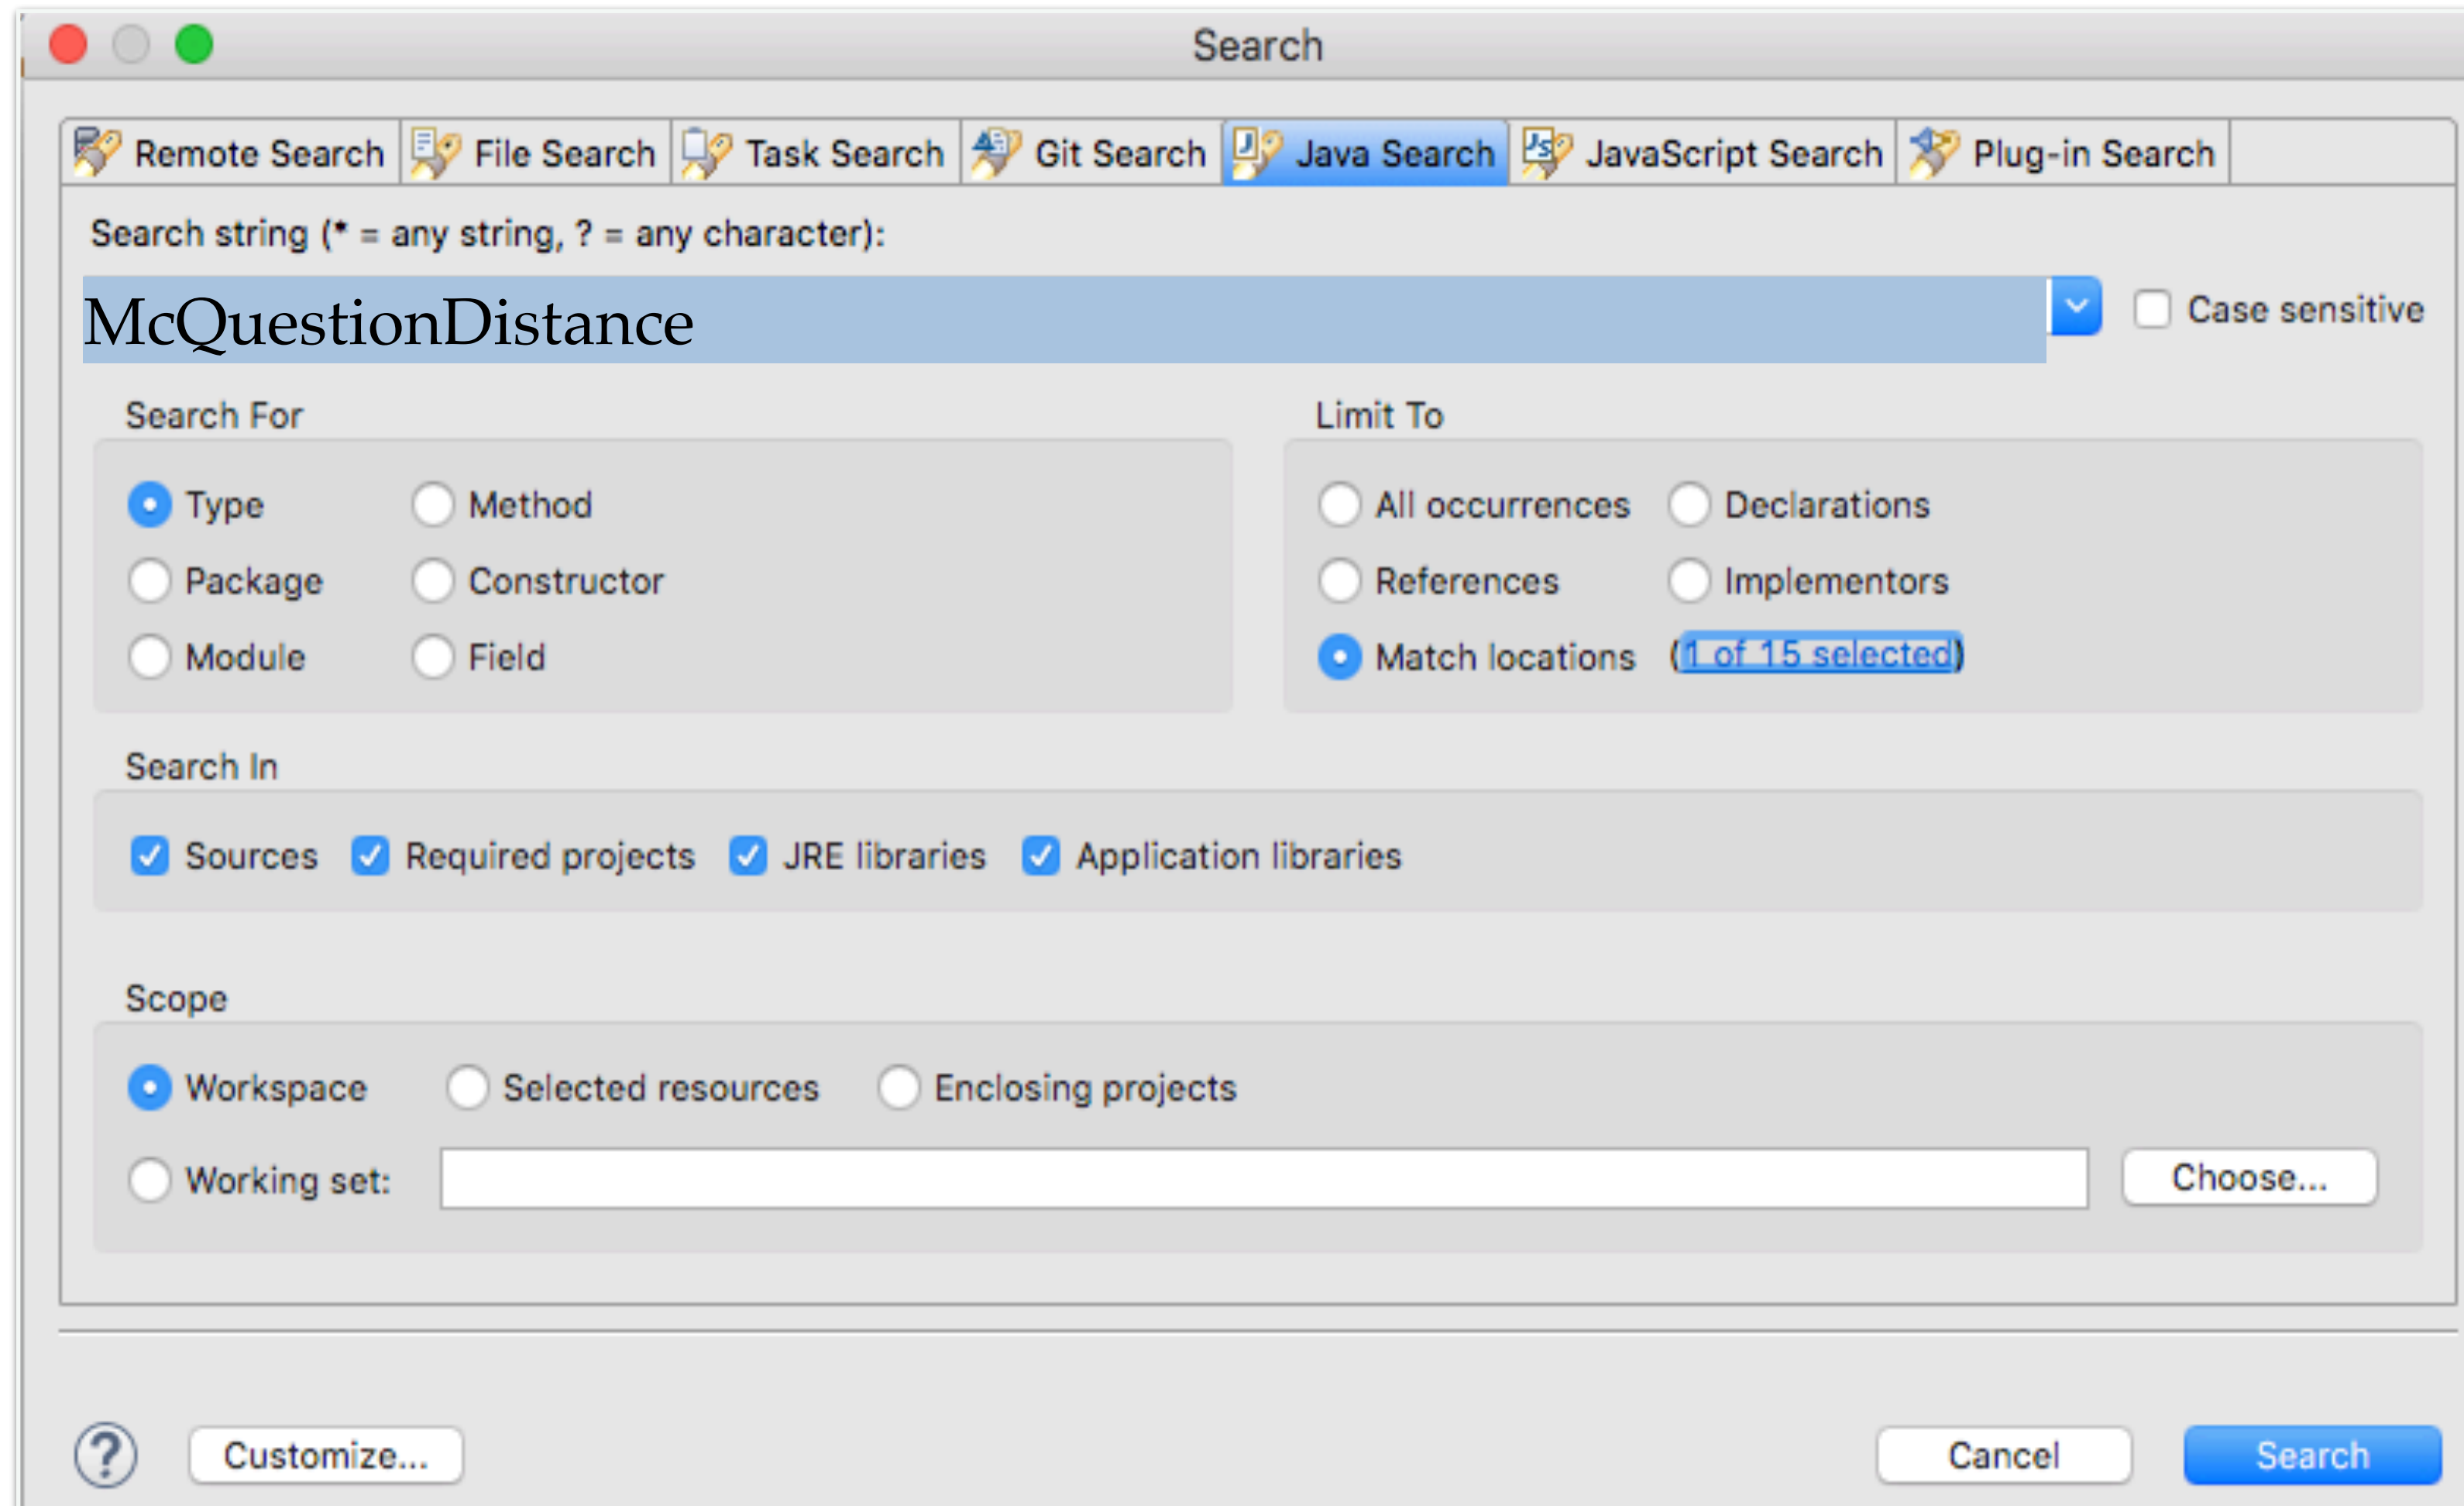 Search
Remote Search File Search Task Search Git Search Java Search JavaScript Search Plug-in Search
Search string (* = any string, ? = any character):
McQuestionDistance Case sensitive
Search For Limit To
Type Method All occurrences Declarations
Package Constructor References Implementors
Module Field Match locations (1 of 15 selected)
Search In
Sources Required projects JRE libraries Application libraries
Scope
Workspace Selected resources Enclosing projects
Working set: Choose...
? Customize... Cancel Search